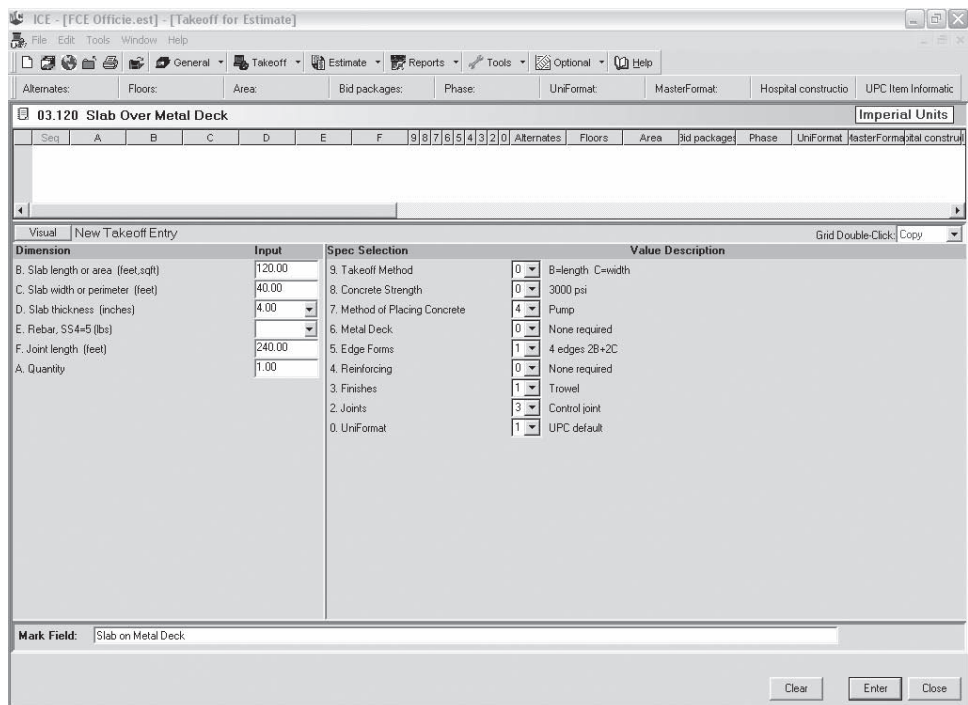 ICE - [FCE Officie.est] - [Takeoff for Estimate]
File Edit Tools Window Help
General Takeoff Estimate Reports Tools Optional Help
Alternates: Floors: Area: Bid packages: Phase: UniFormat: MasterFormat: Hospital constructio UPC Item Informatic
03.120 Slab Over Metal Deck Imperial Units
Seq A B C D E F 9 8 7 6 5 4 3 2 0 Alternates Floors Area Bid packages Phase UniFormat MasterForma pital construi
Visual New Takeoff Entry Grid Double-Click: Copy
Dimension Input Spec Selection Value Description
B. Slab length or area (feet,sqft) 120.00 9. Takeoff Method 0 B=length C=width
C. Slab width or perimeter (feet) 40.00 8. Concrete Strength 0 3000 psi
D. Slab thickness (inches) 4.00 7. Method of Placing Concrete 4 Pump
E. Rebar, SS4=5 (lbs) 6. Metal Deck 0 None required
F. Joint length (feet) 240.00 5. Edge Forms 1 4 edges 2B+2C
A. Quantity 1.00 4. Reinforcing 0 None required
3. Finishes 1 Trowel
2. Joints 3 Control joint
0. UniFormat 1 UPC default
Mark Field: Slab on Metal Deck
Clear Enter Close